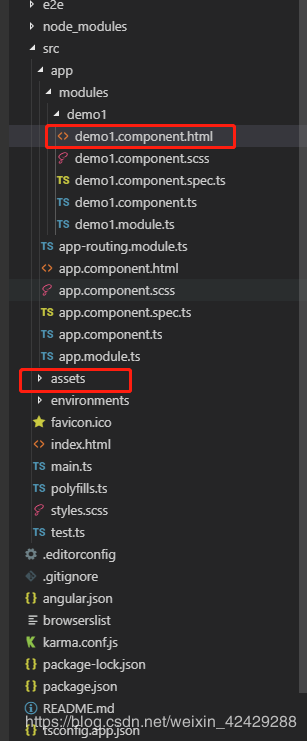 e2e
node_modules
src
app
modules
demo1
<> demo1.component.html
demo1.component.scss
TS demo1.component.spec.ts
TS demo1.component.ts
TS demo1.module.ts
TS app-routing.module.ts
<> app.component.html
app.component.scss
TS app.component.spec.ts
TS app.component.ts
TS app.module.ts
assets
environments
favicon.ico
<> index.html
TS main.ts
TS polyfills.ts
styles.scss
TS test.ts
.editorconfig
.gitignore
{} angular.json
browserslist
K karma.conf.js
{} package-lock.json
{} package.json
README.md
https://blog.csdn.net/weixin_42429288
{} tsconfig.app.json